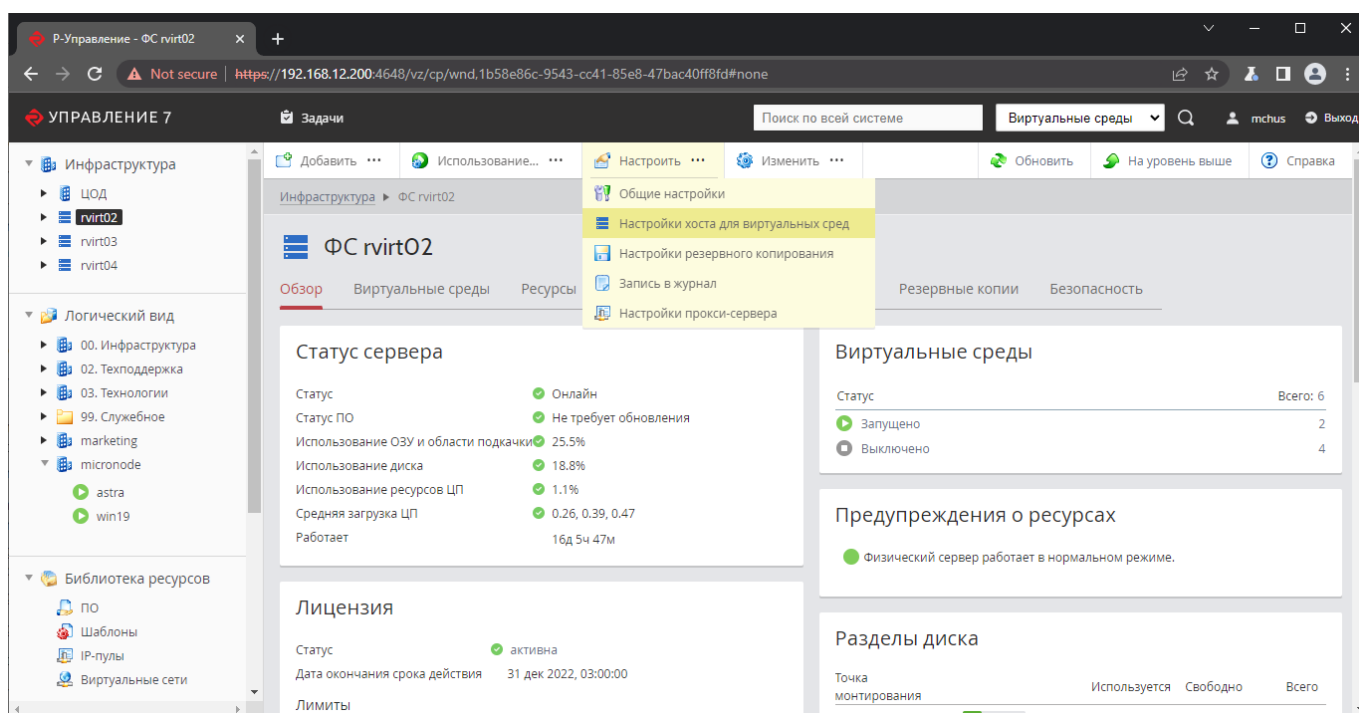 Р-Управление - ФС rvirt02
Not secure | https://192.168.12.200:4648/vz/cp/wnd,1b58e86c-9543-cc41-85e8-47bac40ff8fd#none
УПРАВЛЕНИЕ 7
Задачи
Поиск по всей системе
Виртуальные среды
mchus
Выход
Инфраструктура
ЦОД
rvirt02
rvirt03
rvirt04
Логический вид
00. Инфраструктура
02. Техподдержка
03. Технологии
99. Служебное
marketing
micronode
astra
win19
Библиотека ресурсов
ПО
Шаблоны
IP-пулы
Виртуальные сети
Добавить ···
Использование... ···
Настроить ···
Изменить ···
Обновить
На уровень выше
Справка
Инфраструктура ▸ ФС rvirt02
Общие настройки
Настройки хоста для виртуальных сред
Настройки резервного копирования
Запись в журнал
Настройки прокси-сервера
ФС rvirt02
Обзор
Виртуальные среды
Ресурсы
Резервные копии
Безопасность
Статус сервера
Статус Онлайн
Статус ПО Не требует обновления
Использование ОЗУ и области подкачки 25.5%
Использование диска 18.8%
Использование ресурсов ЦП 1.1%
Средняя загрузка ЦП 0.26, 0.39, 0.47
Работает 16д 5ч 47м
Лицензия
Статус активна
Дата окончания срока действия 31 дек 2022, 03:00:00
Лимиты
Виртуальные среды
Статус Всего: 6
Запущено 2
Выключено 4
Предупреждения о ресурсах
Физический сервер работает в нормальном режиме.
Разделы диска
Точка
монтирования Используется Свободно Всего